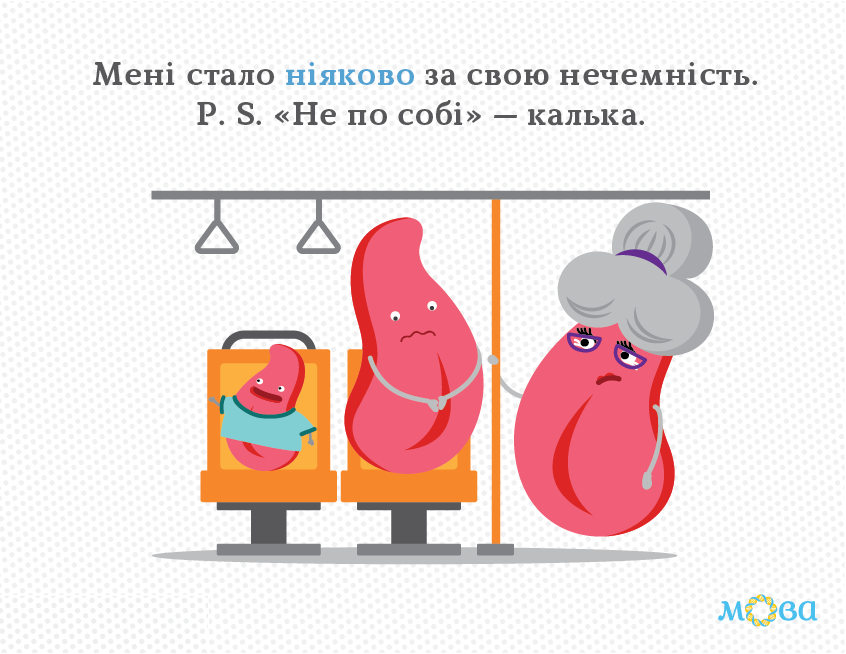 Мені стало ніяково за свою нечемність.
P. S. «Не по собі» — калька.
мова